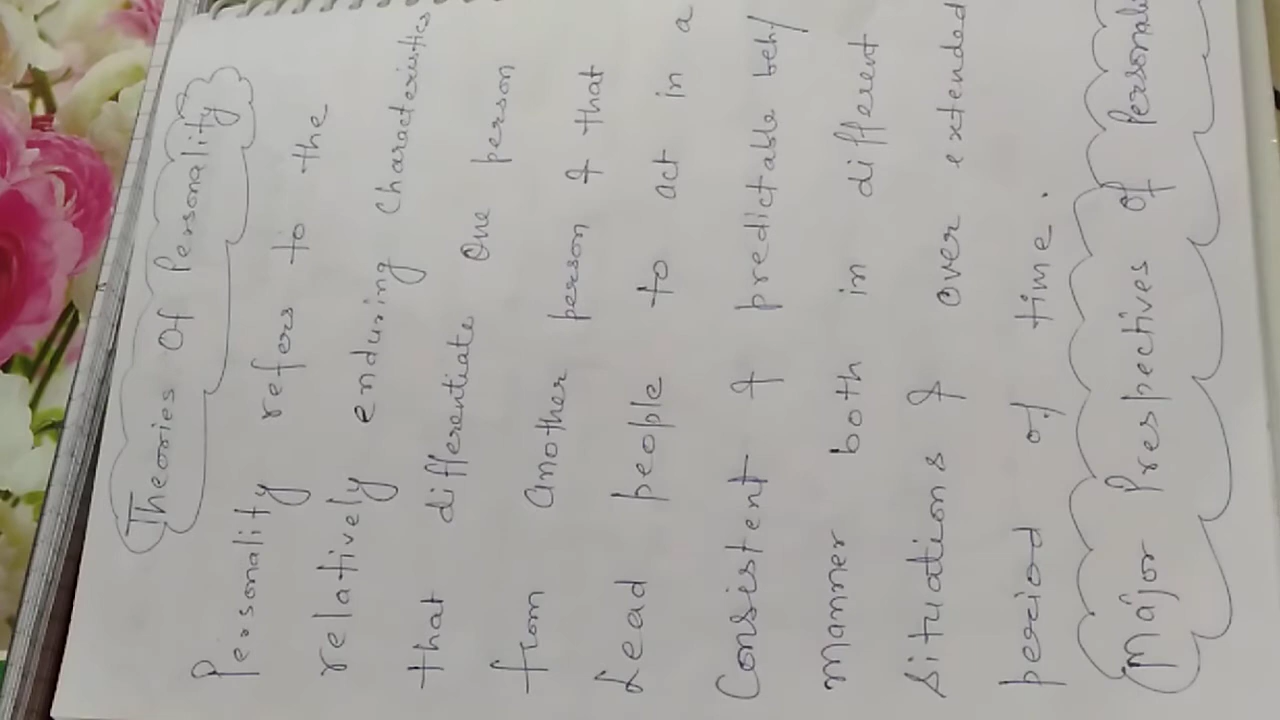 Theories Of Personality
Personality refers to the
relatively enduring Characteristics
that differentiate One person
from Another person & that
Lead people to act in a
Consistent & predictable beh
manner both in different
Situations & Over extended
period of time.
Major Prespectives Of Personali